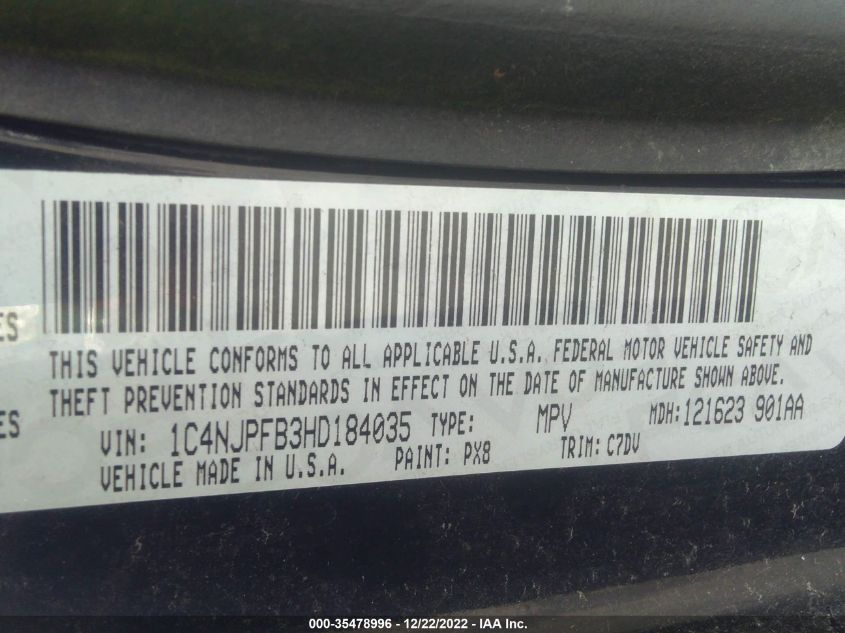 THIS VEHICLE CONFORMS TO ALL APPLICABLE U.S.A. FEDERAL MOTOR VEHICLE SAFETY AND
THEFT PREVENTION STANDARDS IN EFFECT ON THE DATE OF MANUFACTURE SHOWN ABOVE.
ES
ES
VIN: 1C4NJPFB3HD184035 TYPE: MPV MDH:121623 901AA
VEHICLE MADE IN U.S.A. PAINT: PX8 TRIM: C7DV
000-35478996 - 12/22/2022 - IAA Inc.